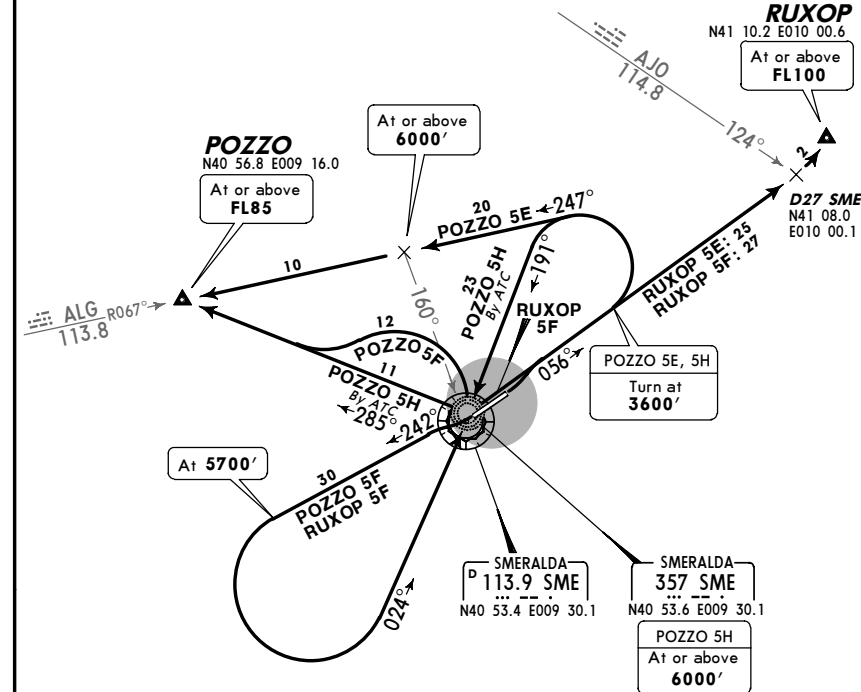 RUXOP
N41 10.2 E010 00.6
At or above
FL100
AJO
114.8
124°
2
D27 SME
N41 08.0
E010 00.1
At or above
6000'
POZZO
N40 56.8 E009 16.0
At or above
FL85
20
POZZO 5E
247°
10
160°
191°
23
POZZO 5H
By ATC
RUXOP
5F
RUXOP 5E: 25
RUXOP 5F: 27
056°
ALG R067°
113.8
12
POZZO 5F
11
POZZO 5H
By ATC
285°
242°
POZZO 5E, 5H
Turn at
3600'
At 5700'
30
POZZO 5F
RUXOP 5F
024°
SMERALDA
D 113.9 SME
N40 53.4 E009 30.1
SMERALDA
357 SME
N40 53.6 E009 30.1
POZZO 5H
At or above
6000'